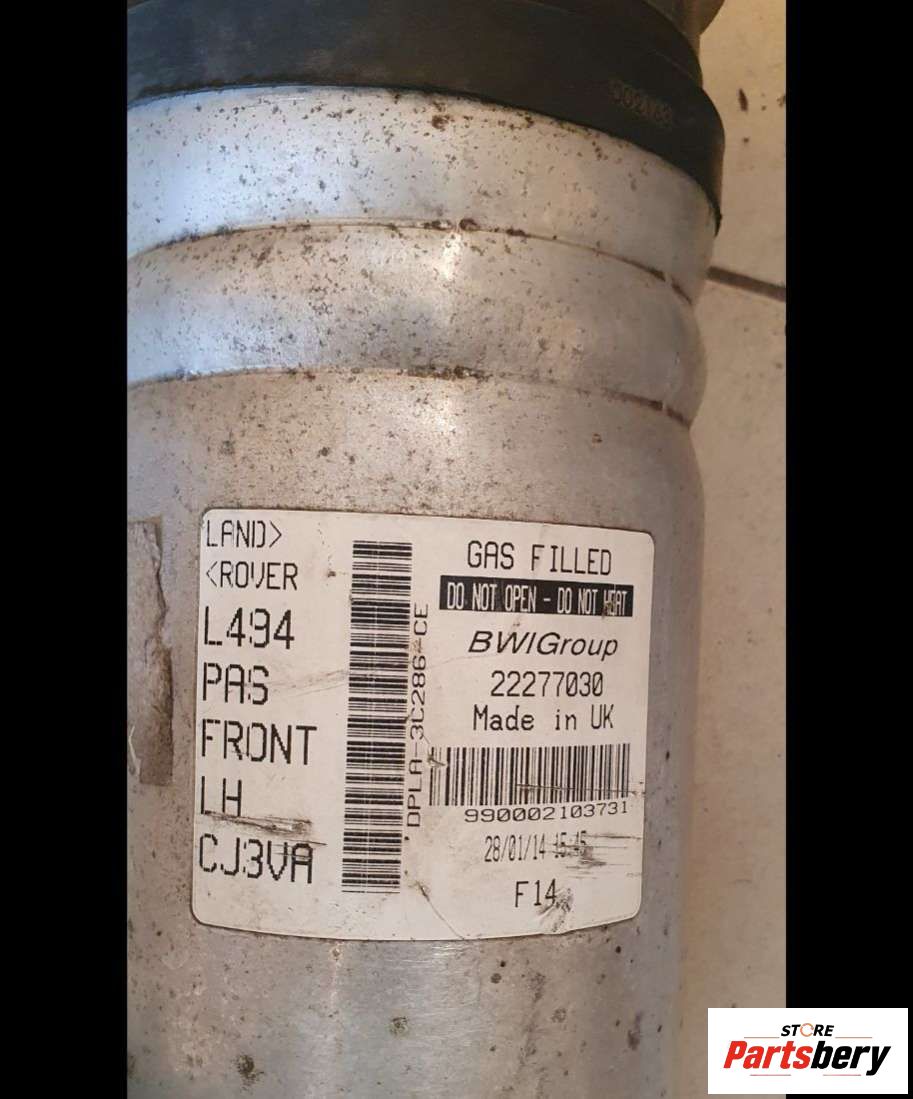 LAND>
<ROVER
L494
PAS
FRONT
LH
CJ3VA
DPLA-3C286-CE
GAS FILLED
DO NOT OPEN - DO NOT HEAT
BWIGroup
22277030
Made in UK
990002103731
28/01/14 15:45
F14
STORE
Partsbery